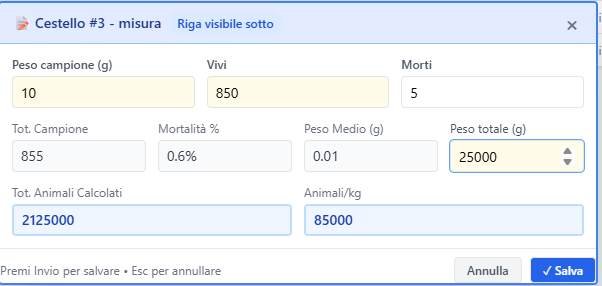 Cestello #3 - misura Riga visibile sotto ×
Peso campione (g) Vivi Morti
10 850 5
Tot. Campione Mortalità % Peso Medio (g) Peso totale (g)
855 0.6% 0.01 25000
Tot. Animali Calcolati Animali/kg
2125000 85000
Premi Invio per salvare • Esc per annullare Annulla ✓ Salva